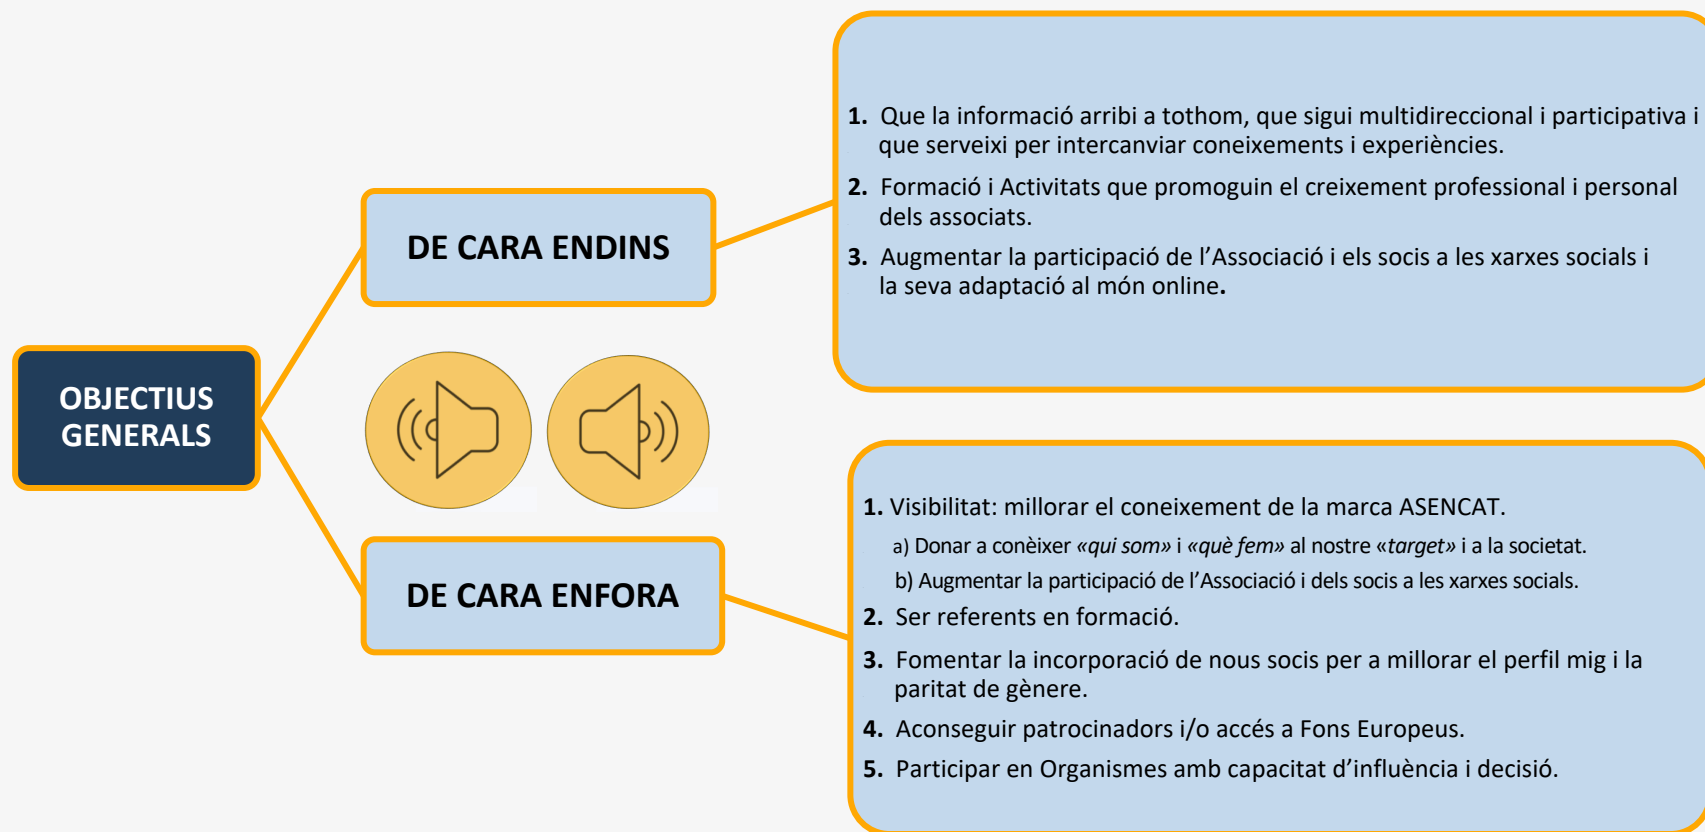 OBJECTIUS
GENERALS
DE CARA ENDINS
1. Que la informació arribi a tothom, que sigui multidireccional i participativa i
que serveixi per intercanviar coneixements i experiències.
2. Formació i Activitats que promoguin el creixement professional i personal
dels associats.
3. Augmentar la participació de l’Associació i els socis a les xarxes socials i
la seva adaptació al món online.
DE CARA ENFORA
1. Visibilitat: millorar el coneixement de la marca ASENCAT.
a) Donar a conèixer «qui som» i «què fem» al nostre «target» i a la societat.
b) Augmentar la participació de l’Associació i dels socis a les xarxes socials.
2. Ser referents en formació.
3. Fomentar la incorporació de nous socis per a millorar el perfil mig i la
paritat de gènere.
4. Aconseguir patrocinadors i/o accés a Fons Europeus.
5. Participar en Organismes amb capacitat d’influència i decisió.